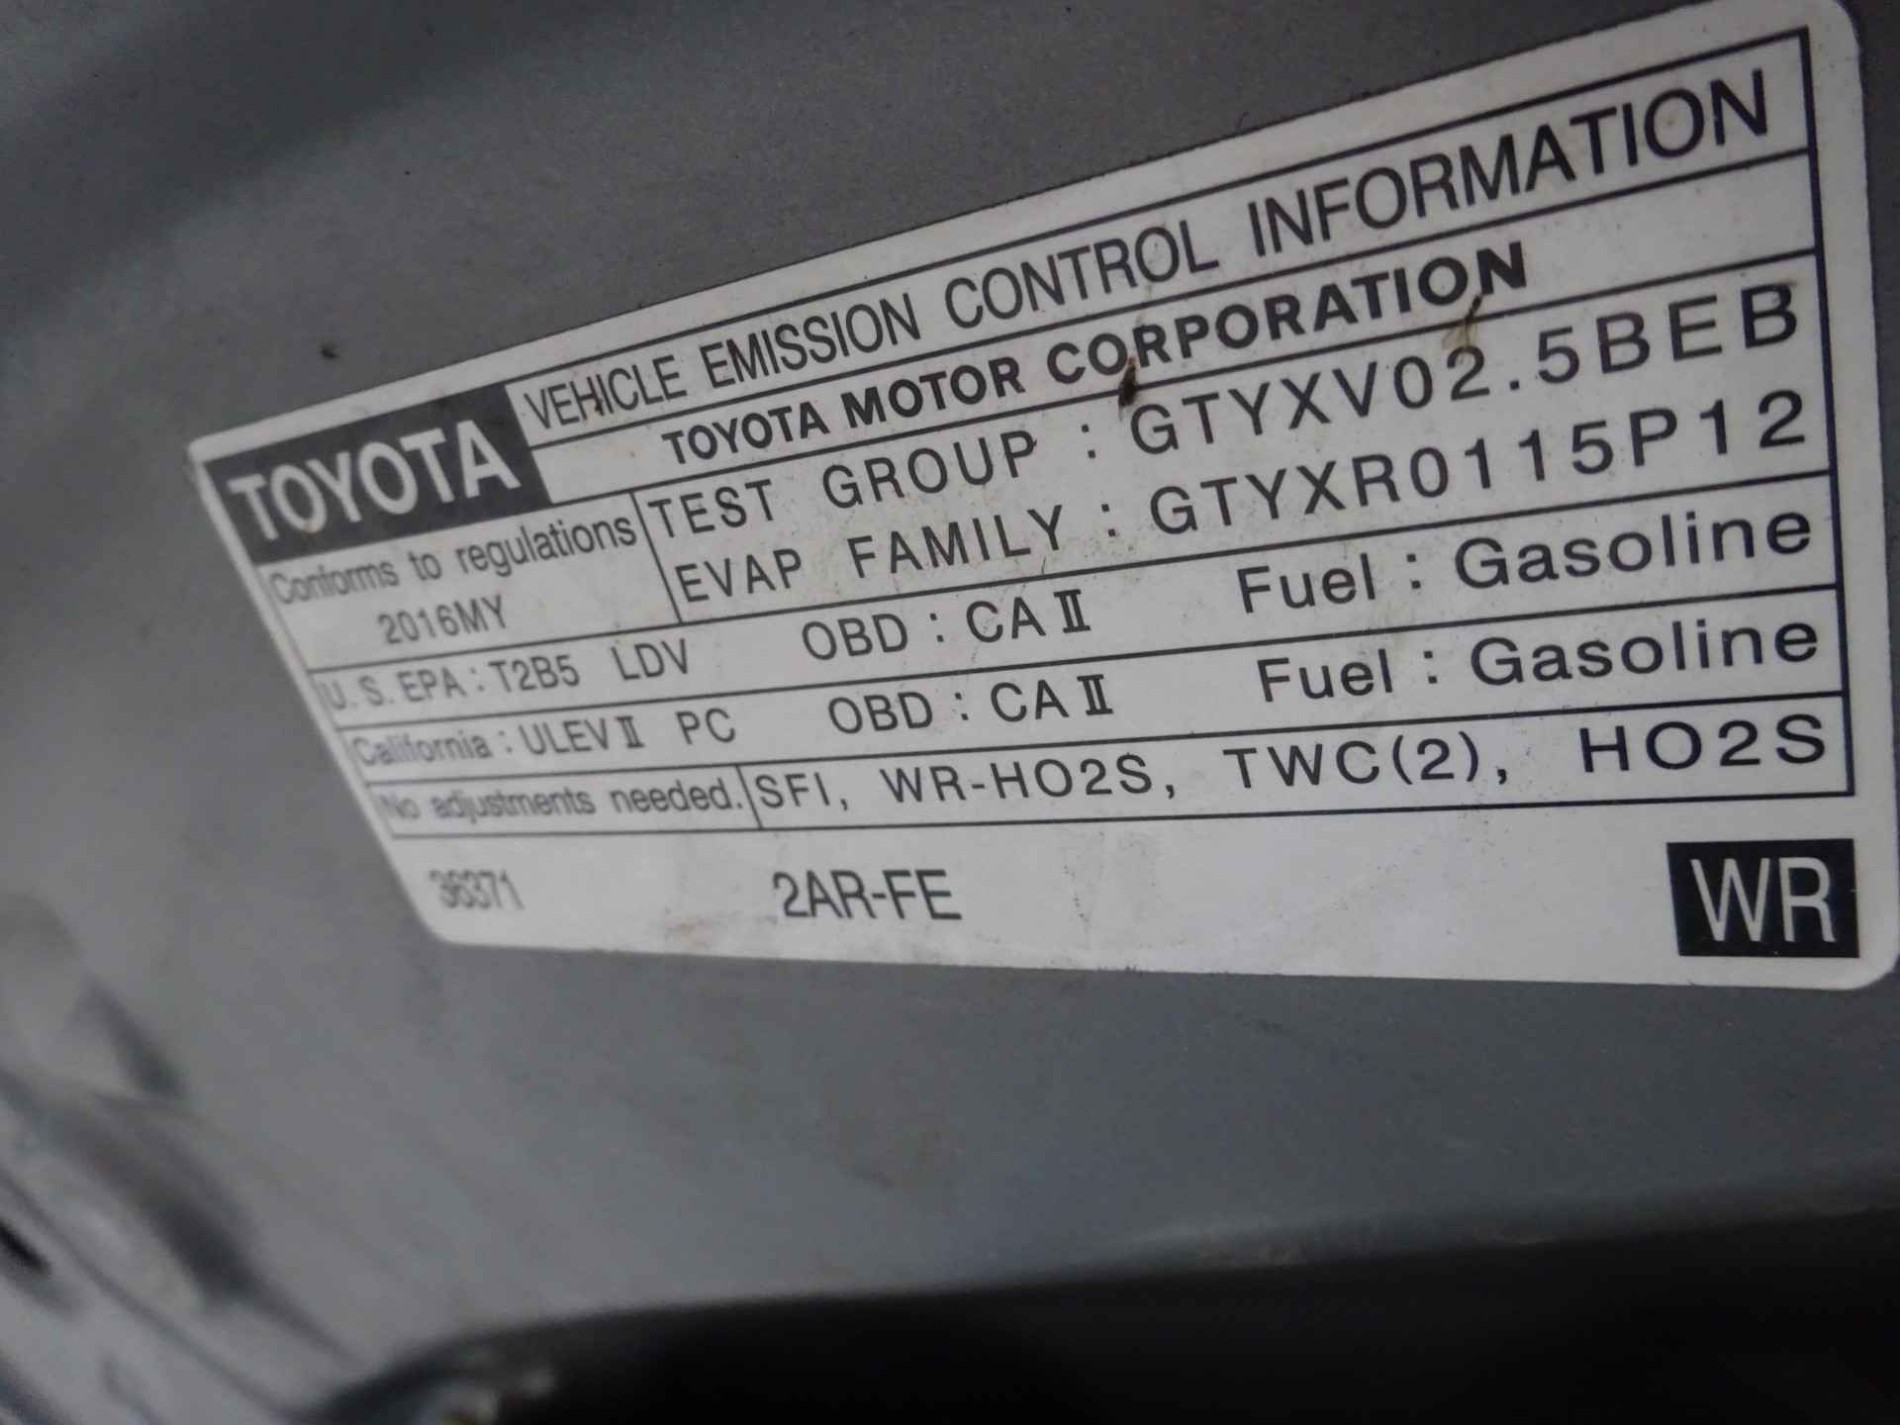 TOYOTA VEHICLE EMISSION CONTROL INFORMATION
TOYOTA MOTOR CORPORATION
Conforms to regulations
2016MY
TEST GROUP : GTYXV02.5BEB
EVAP FAMILY : GTYXR0115P12
U.S. EPA : T2B5 LDV OBD : CA II Fuel : Gasoline
California : ULEV II PC OBD : CA II Fuel : Gasoline
No adjustments needed. SFI, WR-HO2S, TWC(2), HO2S
36371 2AR-FE WR